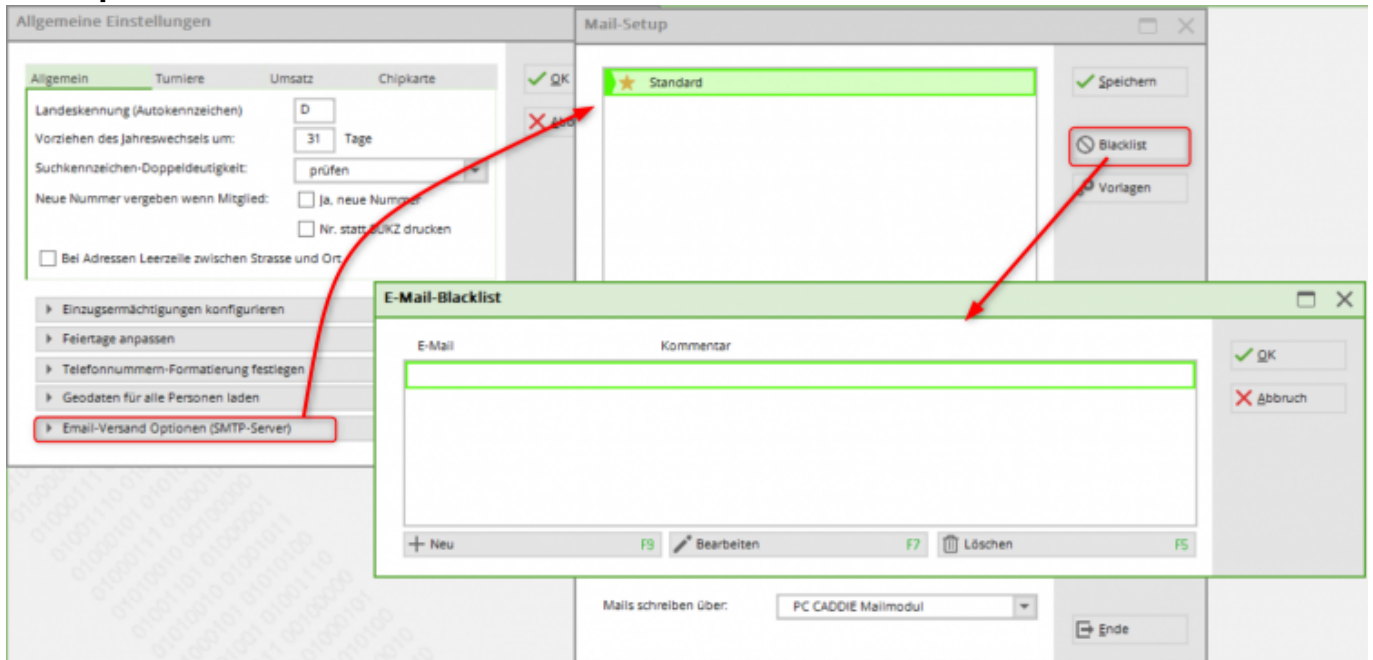 Allgemeine Einstellungen
Allgemein Turniere Umsatz Chipkarte
OK
Landeskennung (Autokennzeichen) D
Vorziehen des Jahreswechsels um: 31 Tage
Suchkennzeichen-Doppeldeutigkeit: prüfen
Neue Nummer vergeben wenn Mitglied: Ja, neue Nummer
Nr. statt SUKZ drucken
Bei Adressen Leerzeile zwischen Strasse und Ort
Einzugsermächtigungen konfigurieren
Feiertage anpassen
Telefonnummern-Formatierung festlegen
Geodaten für alle Personen laden
Email-Versand Optionen (SMTP-Server)
Mail-Setup
Standard
Speichern
Blacklist
Vorlagen
E-Mail-Blacklist
E-Mail Kommentar
OK
Abbruch
Neu F9 Bearbeiten F7 Löschen F5
Mails schreiben über: PC CADDIE Mailmodul
Ende